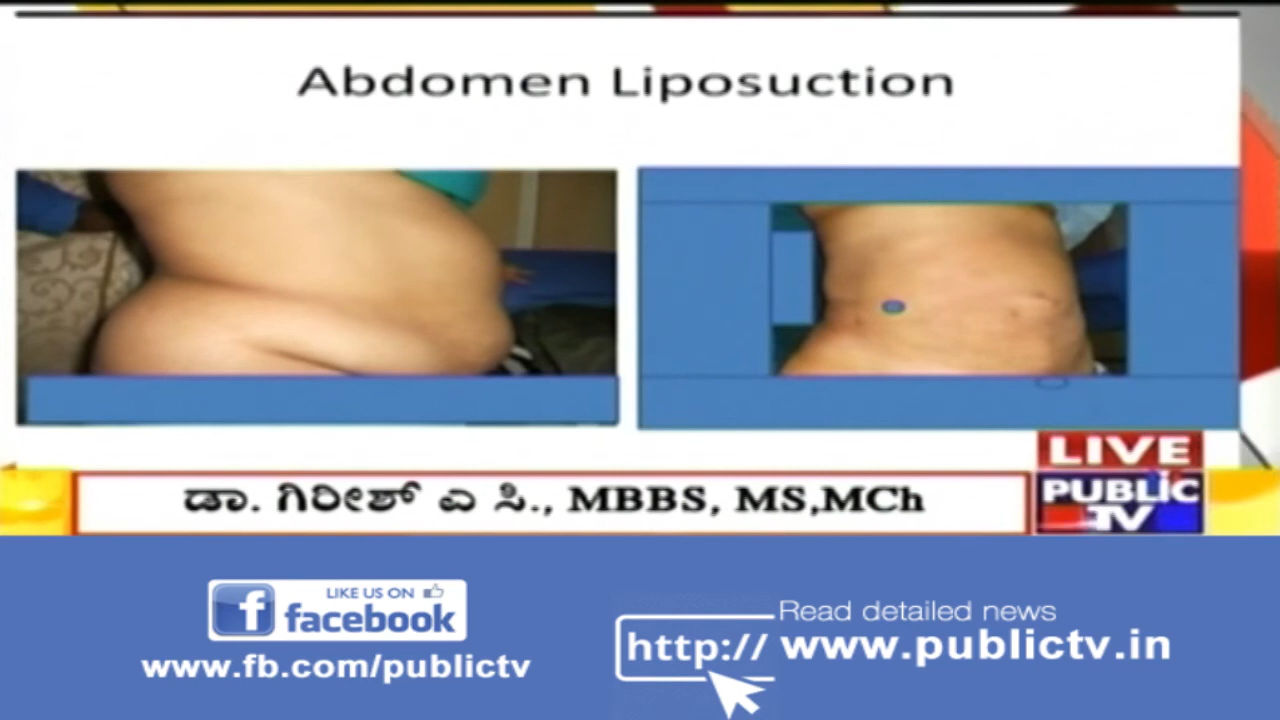 Abdomen Liposuction
LIVE
PUBLiC
TV
ಡಾ. ಗಿರೀಶ್ ಎ ಸಿ., MBBS, MS,MCh
LIKE US ON
f facebook
www.fb.com/publictv
Read detailed news
http:// www.publictv.in